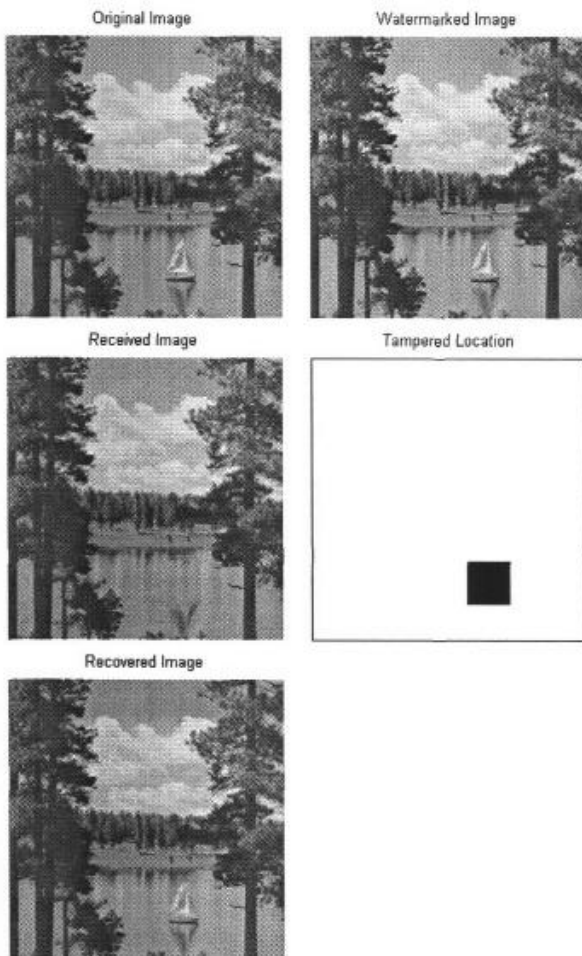 Original Image
Watermarked Image
Received Image
Tampered Location
Recovered Image